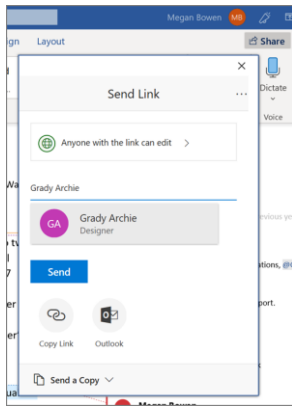 Megan Bowen MB
Layout
Share
Send Link
Dictate
Voice
Anyone with the link can edit
Grady Archie
GA
Grady Archie
Designer
Send
Copy Link
Outlook
Send a Copy
port.
Megan Bowen